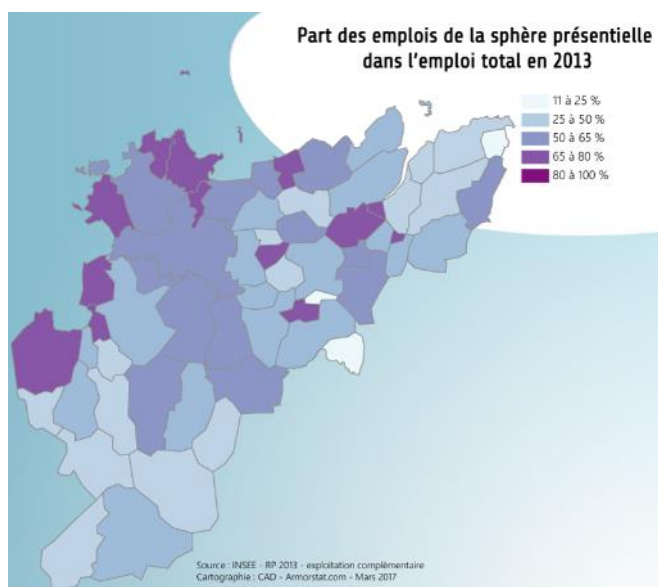 Part des emplois de la sphère présentielle
dans l'emploi total en 2013
11 à 25 %
25 à 50 %
50 à 65 %
65 à 80 %
80 à 100 %
Source : INSEE - RP 2013 - exploitation complémentaire
Cartographie : CAD - Armorstat.com - Mars 2017